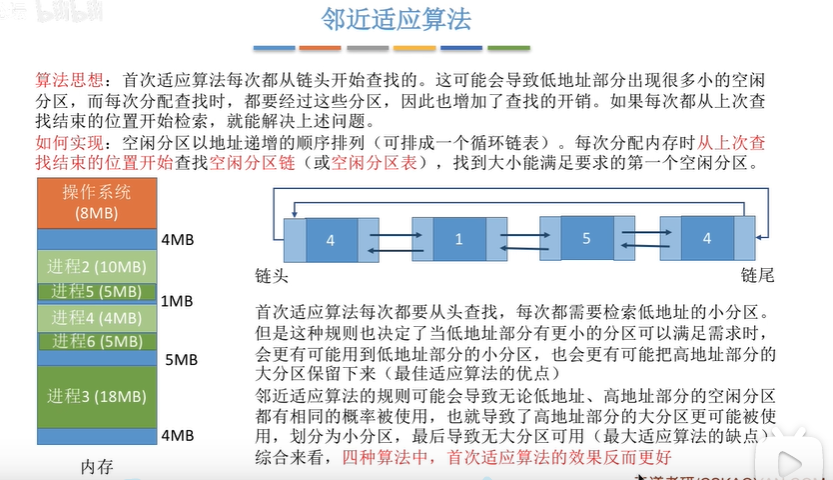 bilibili
邻近适应算法
算法思想：首次适应算法每次都从链头开始查找的。这可能会导致低地址部分出现很多小的空闲
分区，而每次分配查找时，都要经过这些分区，因此也增加了查找的开销。如果每次都从上次查
找结束的位置开始检索，就能解决上述问题。
如何实现：空闲分区以地址递增的顺序排列（可排成一个循环链表）。每次分配内存时从上次查
找结束的位置开始查找空闲分区链（或空闲分区表），找到大小能满足要求的第一个空闲分区。
操作系统
(8MB)
4MB
进程2 (10MB)
进程5 (5MB)
1MB
进程4 (4MB)
进程6 (5MB)
5MB
进程3 (18MB)
4MB
内存
4 1 5 4
链头 链尾
首次适应算法每次都要从头查找，每次都需要检索低地址的小分区。
但是这种规则也决定了当低地址部分有更小的分区可以满足需求时，
会更有可能用到低地址部分的小分区，也会更有可能把高地址部分的
大分区保留下来（最佳适应算法的优点）
邻近适应算法的规则可能会导致无论低地址、高地址部分的空闲分区
都有相同的概率被使用，也就导致了高地址部分的大分区更可能被使
用，划分为小分区，最后导致无大分区可用（最大适应算法的缺点）
综合来看，四种算法中，首次适应算法的效果反而更好